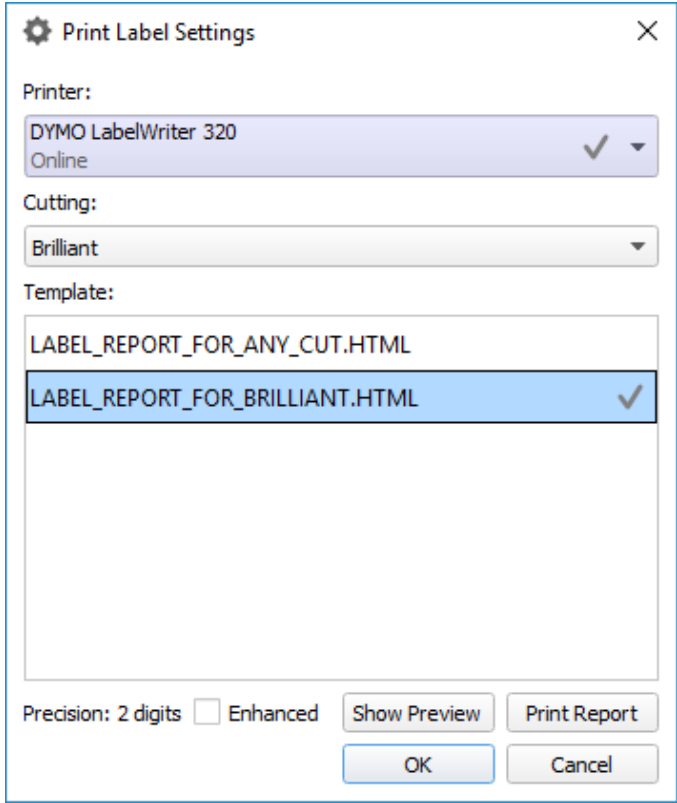 Print Label Settings
Printer:
DYMO LabelWriter 320
Online
Cutting:
Brilliant
Template:
LABEL_REPORT_FOR_ANY_CUT.HTML
LABEL_REPORT_FOR_BRILLIANT.HTML
Precision: 2 digits Enhanced Show Preview Print Report
OK Cancel